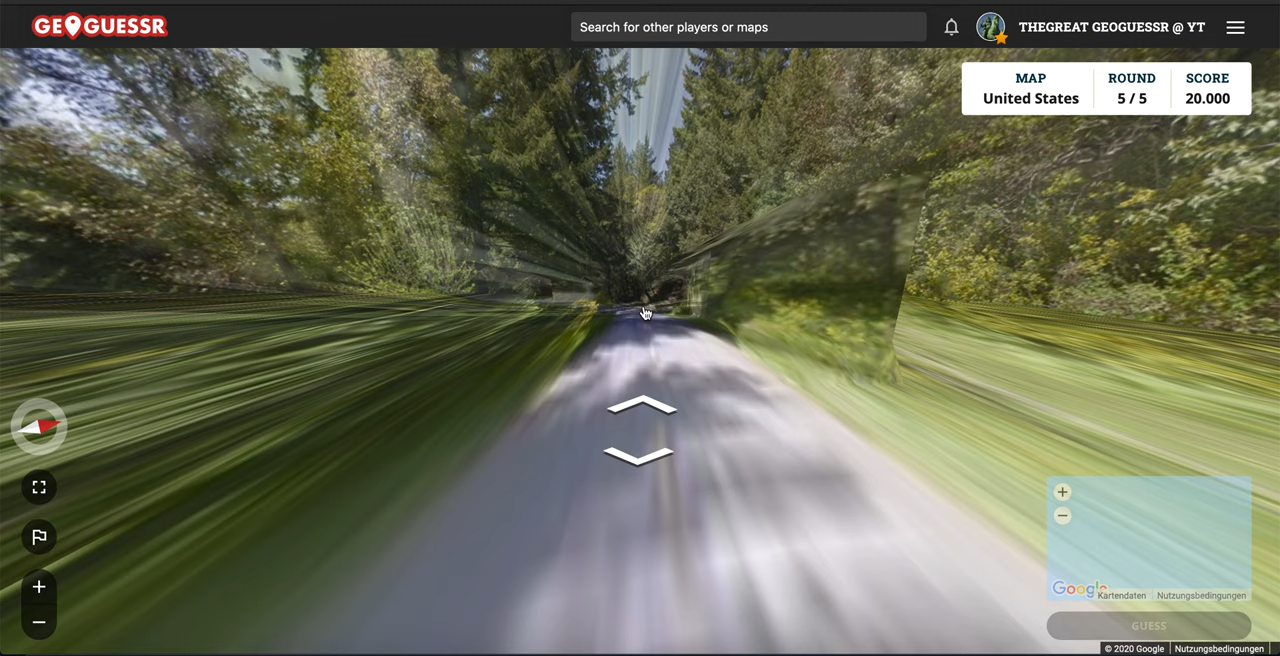 GEOGUESSR
Search for other players or maps
THEGREAT GEOGUESSR @ YT
MAP
United States
ROUND
5 / 5
SCORE
20.000
Google
Kartendaten
Nutzungsbedingungen
GUESS
© 2020 Google
Nutzungsbedingungen